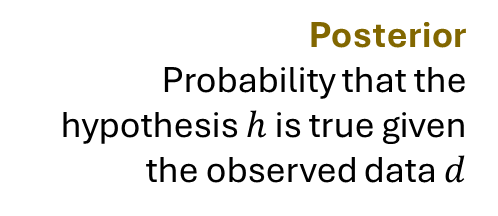 Posterior
Probability that the
hypothesis h is true given
the observed data d